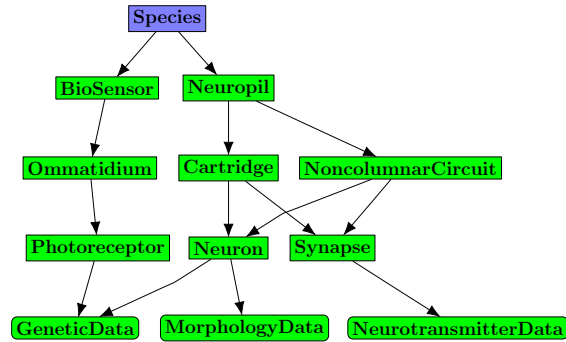 Species
BioSensor
Neuropil
Ommatidium
Cartridge
NoncolumnarCircuit
Photoreceptor
Neuron
Synapse
GeneticData
MorphologyData
NeurotransmitterData